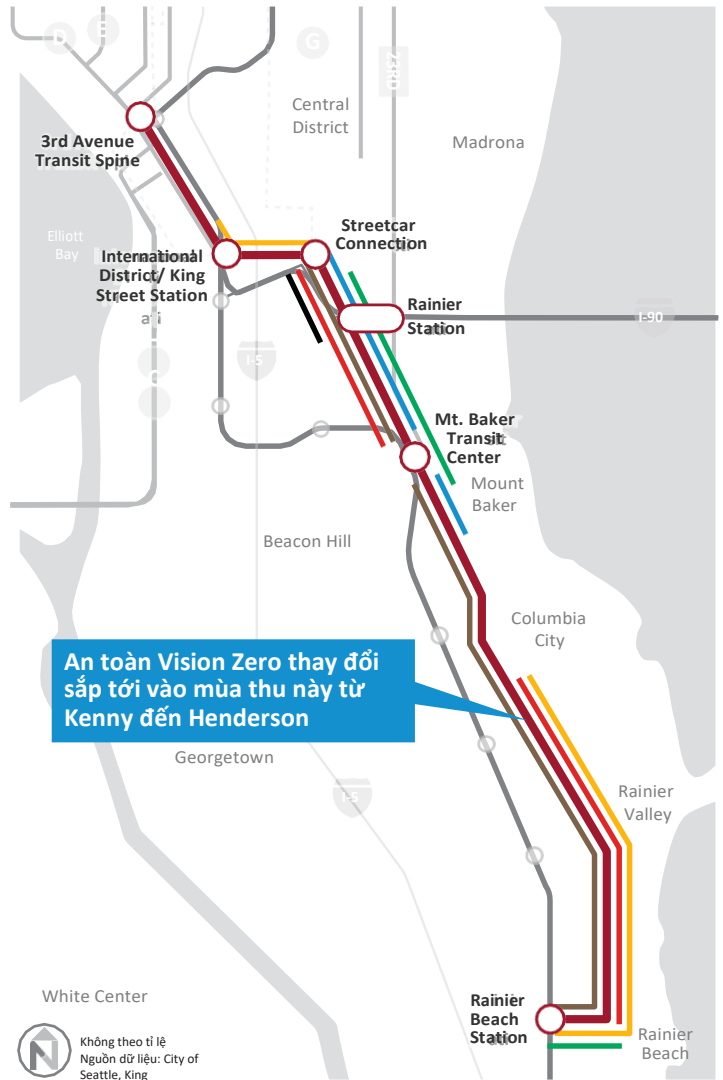 D
E
G
23RD
Central
District
Madrona
3rd Avenue
Transit Spine
Elliott
Bay
Streetcar
Connection
International
District/ King
Street Station
Rainier
Station
I-90
C
I-5
Mt. Baker
Transit
Center
Mount
Baker
Beacon Hill
Columbia
City
An toàn Vision Zero thay đổi
sắp tới vào mùa thu này từ
Kenny đến Henderson
Georgetown
I-5
Rainier
Valley
White Center
Rainier
Beach
Station
Rainier
Beach
N
Không theo tỉ lệ
Nguồn dữ liệu: City of
Seattle, King